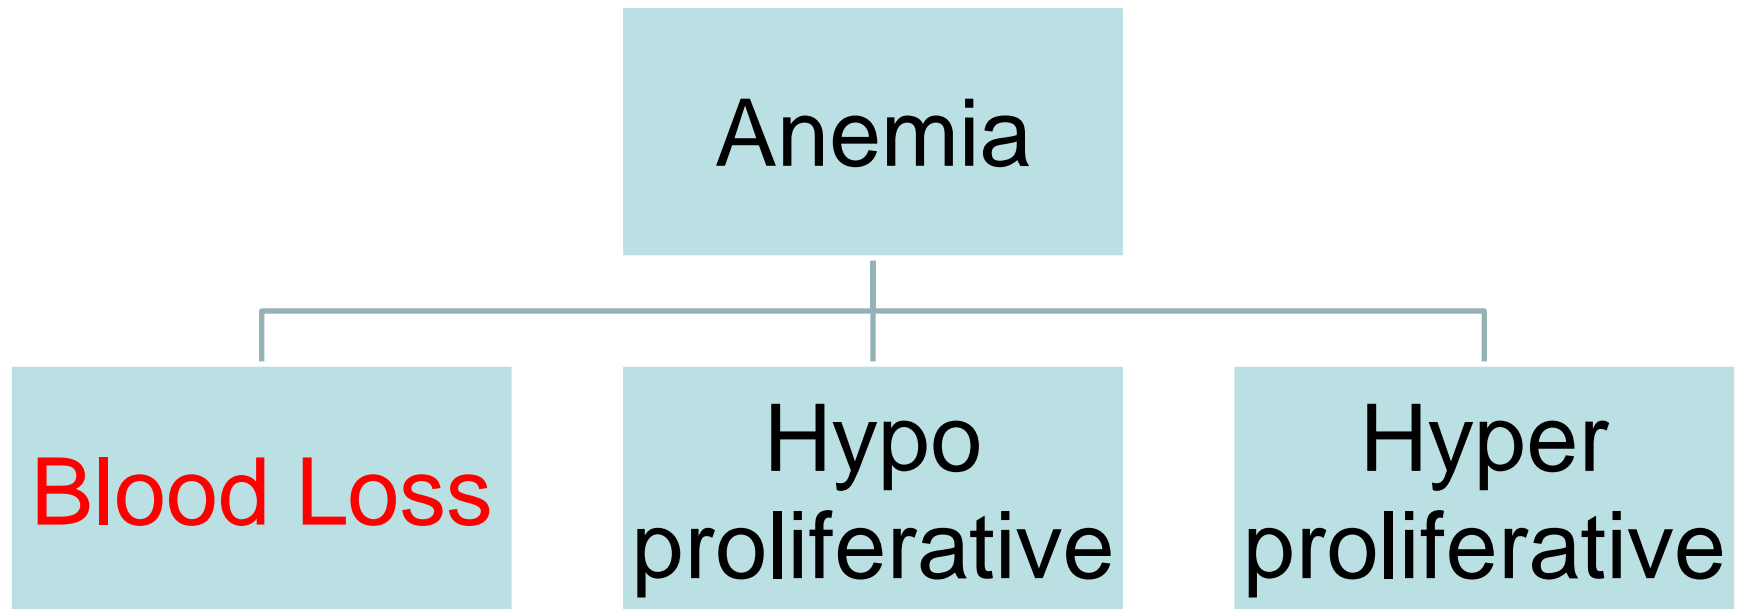 Anemia
Blood Loss
Hypo
proliferative
Hyper
proliferative